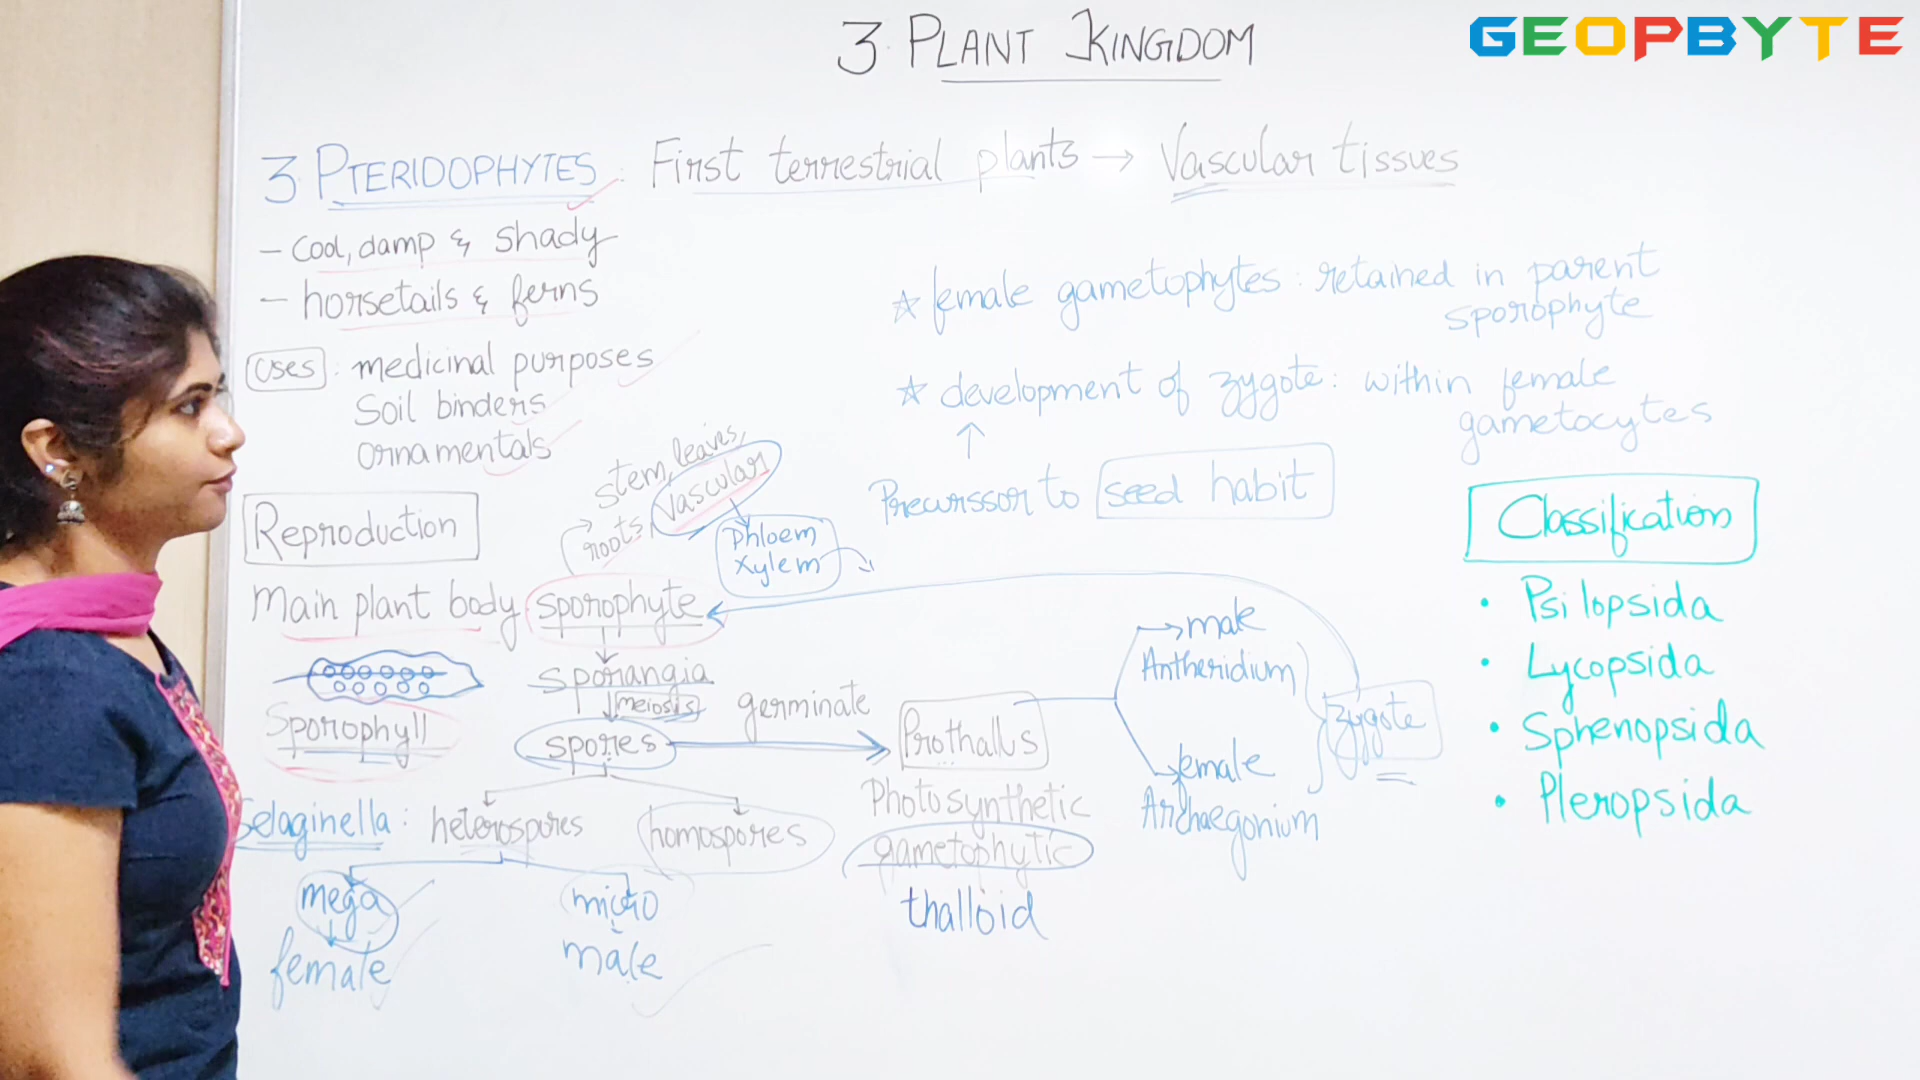 3. PLANT KINGDOM
GEOPBYTE
3. PTERIDOPHYTES : First terrestrial plants → Vascular tissues
- Cool, damp & shady
- horsetails & ferns
Uses : medicinal purposes
Soil binders
Ornamentals
☆ female gametophytes : retained in parent
sporophyte
☆ development of zygote : within female
gametocytes
↑
Precurssor to seed habit
Reproduction
→ stem, leaves,
roots, Vascular
Phloem
Xylem
Main plant body sporophyte
sporangia
meiosis
spores
germinate
Sporophyll
Prothallus
Photosynthetic
gametophytic
thalloid
→ male
Antheridium
female
Archaegonium
zygote
Selaginella : heterospores
homospores
mega
female
micro
male
Classification
• Psilopsida
• Lycopsida
• Sphenopsida
• Pleropsida